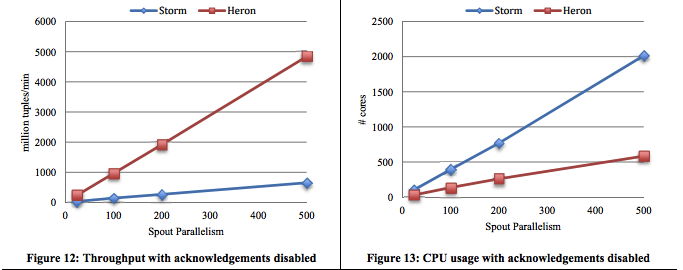 Storm Heron
6000
5000
4000
3000
2000
1000
0
million tuples/min
0 100 200 300 400 500
Spout Parallelism
Figure 12: Throughput with acknowledgements disabled
Storm Heron
2500
2000
1500
1000
500
0
# cores
0 100 200 300 400 500
Spout Parallelism
Figure 13: CPU usage with acknowledgements disabled